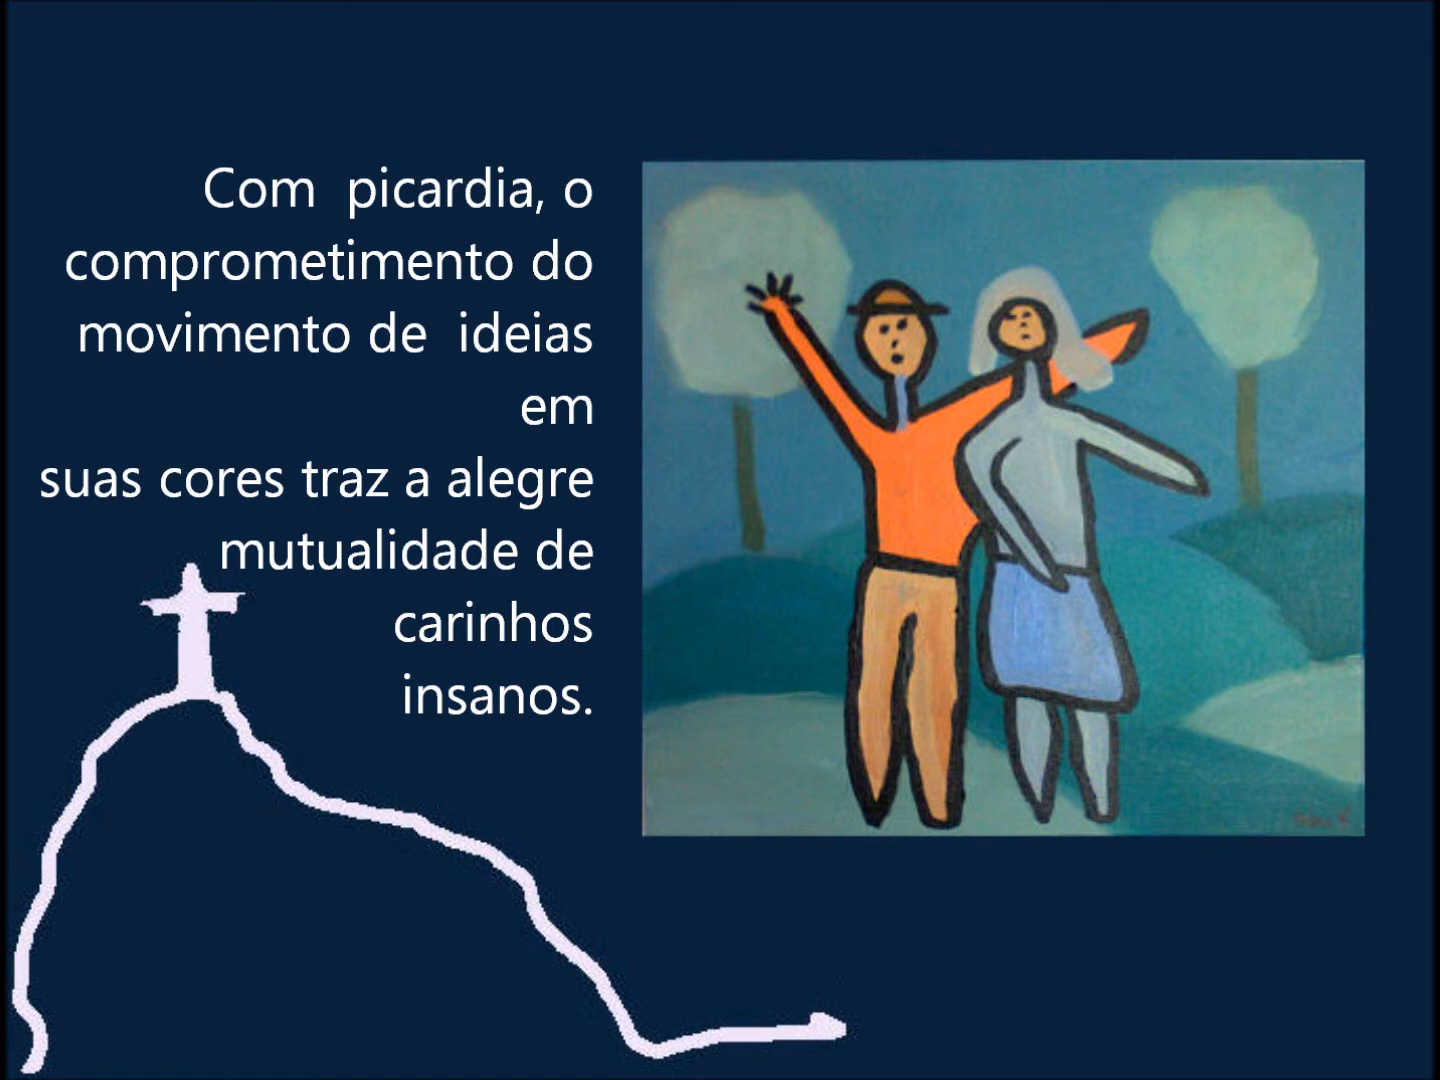 Com picardia, o
comprometimento do
movimento de ideias
em
suas cores traz a alegre
mutualidade de
carinhos
insanos.